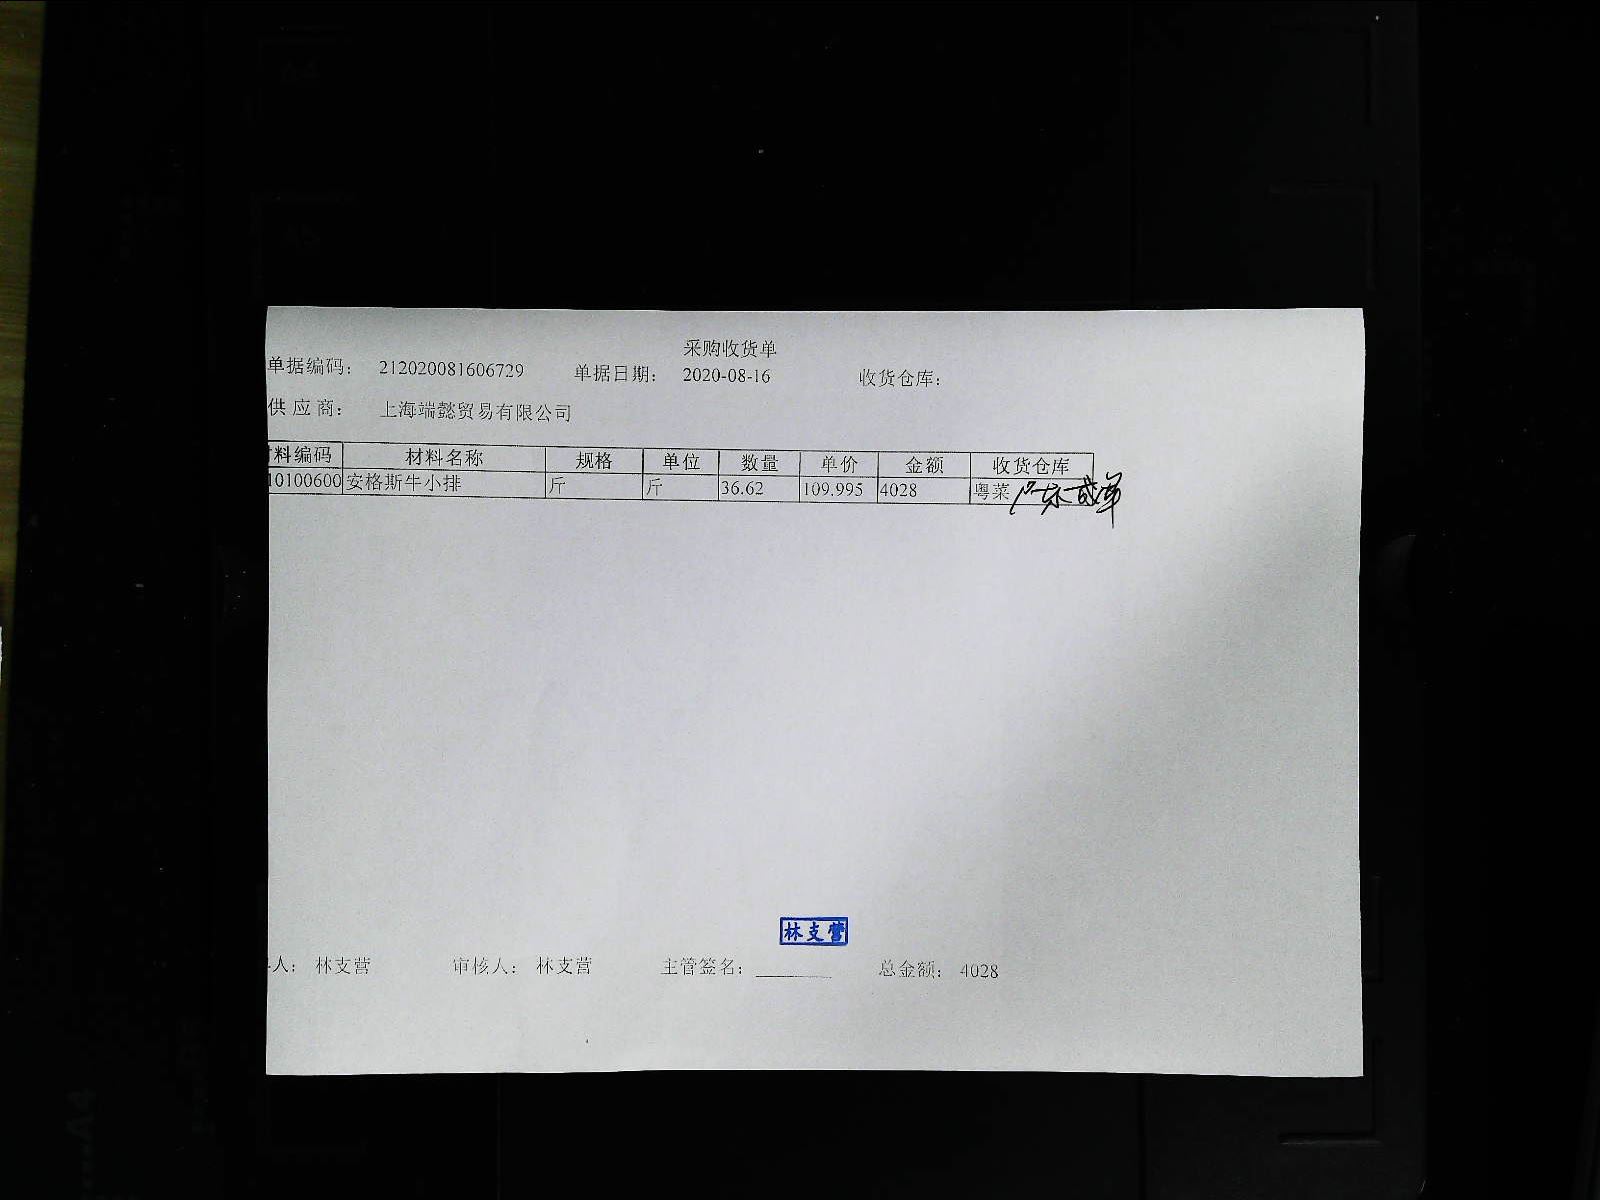 采购收货单
单据编码： 212020081606729 单据日期： 2020-08-16 收货仓库：
供应商： 上海端懿贸易有限公司
料编码 材料名称 规格 单位 数量 单价 金额 收货仓库
10100600 安格斯牛小排 斤 斤 36.62 109.995 4028 粤菜
林支营
人： 林支营 审核人： 林支营 主管签名： 总金额： 4028